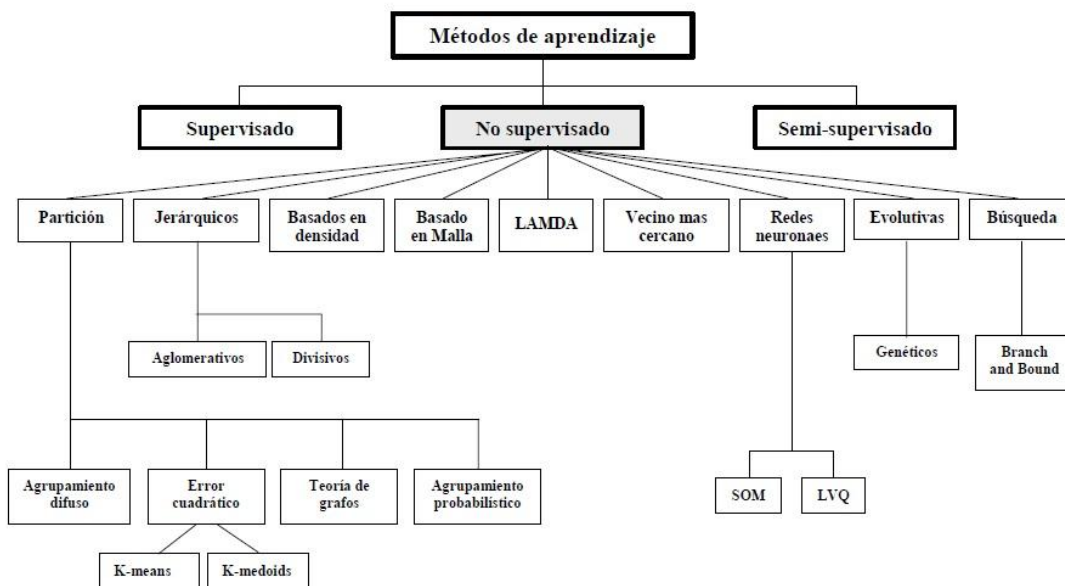 Métodos de aprendizaje
Supervisado
No supervisado
Semi-supervisado
Partición
Jerárquicos
Basados en
densidad
Basado
en Malla
LAMDA
Vecino mas
cercano
Redes
neuronaes
Evolutivas
Búsqueda
Aglomerativos
Divisivos
Genéticos
Branch
and Bound
Agrupamiento
difuso
Error
cuadrático
Teoría de
grafos
Agrupamiento
probabilístico
SOM
LVQ
K-means
K-medoids